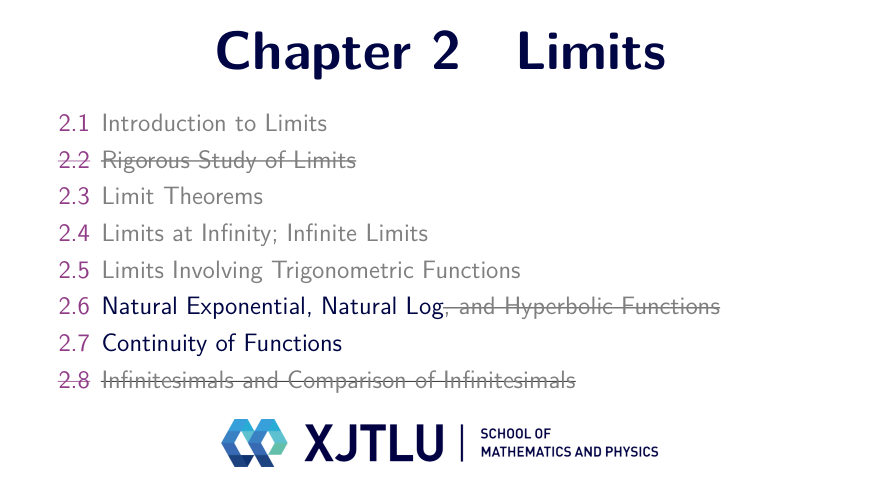 Chapter 2 Limits
2.1 Introduction to Limits
2.2 Rigorous Study of Limits
2.3 Limit Theorems
2.4 Limits at Infinity; Infinite Limits
2.5 Limits Involving Trigonometric Functions
2.6 Natural Exponential, Natural Log, and Hyperbolic Functions
2.7 Continuity of Functions
2.8 Infinitesimals and Comparison of Infinitesimals
XJTLU
SCHOOL OF
MATHEMATICS AND PHYSICS